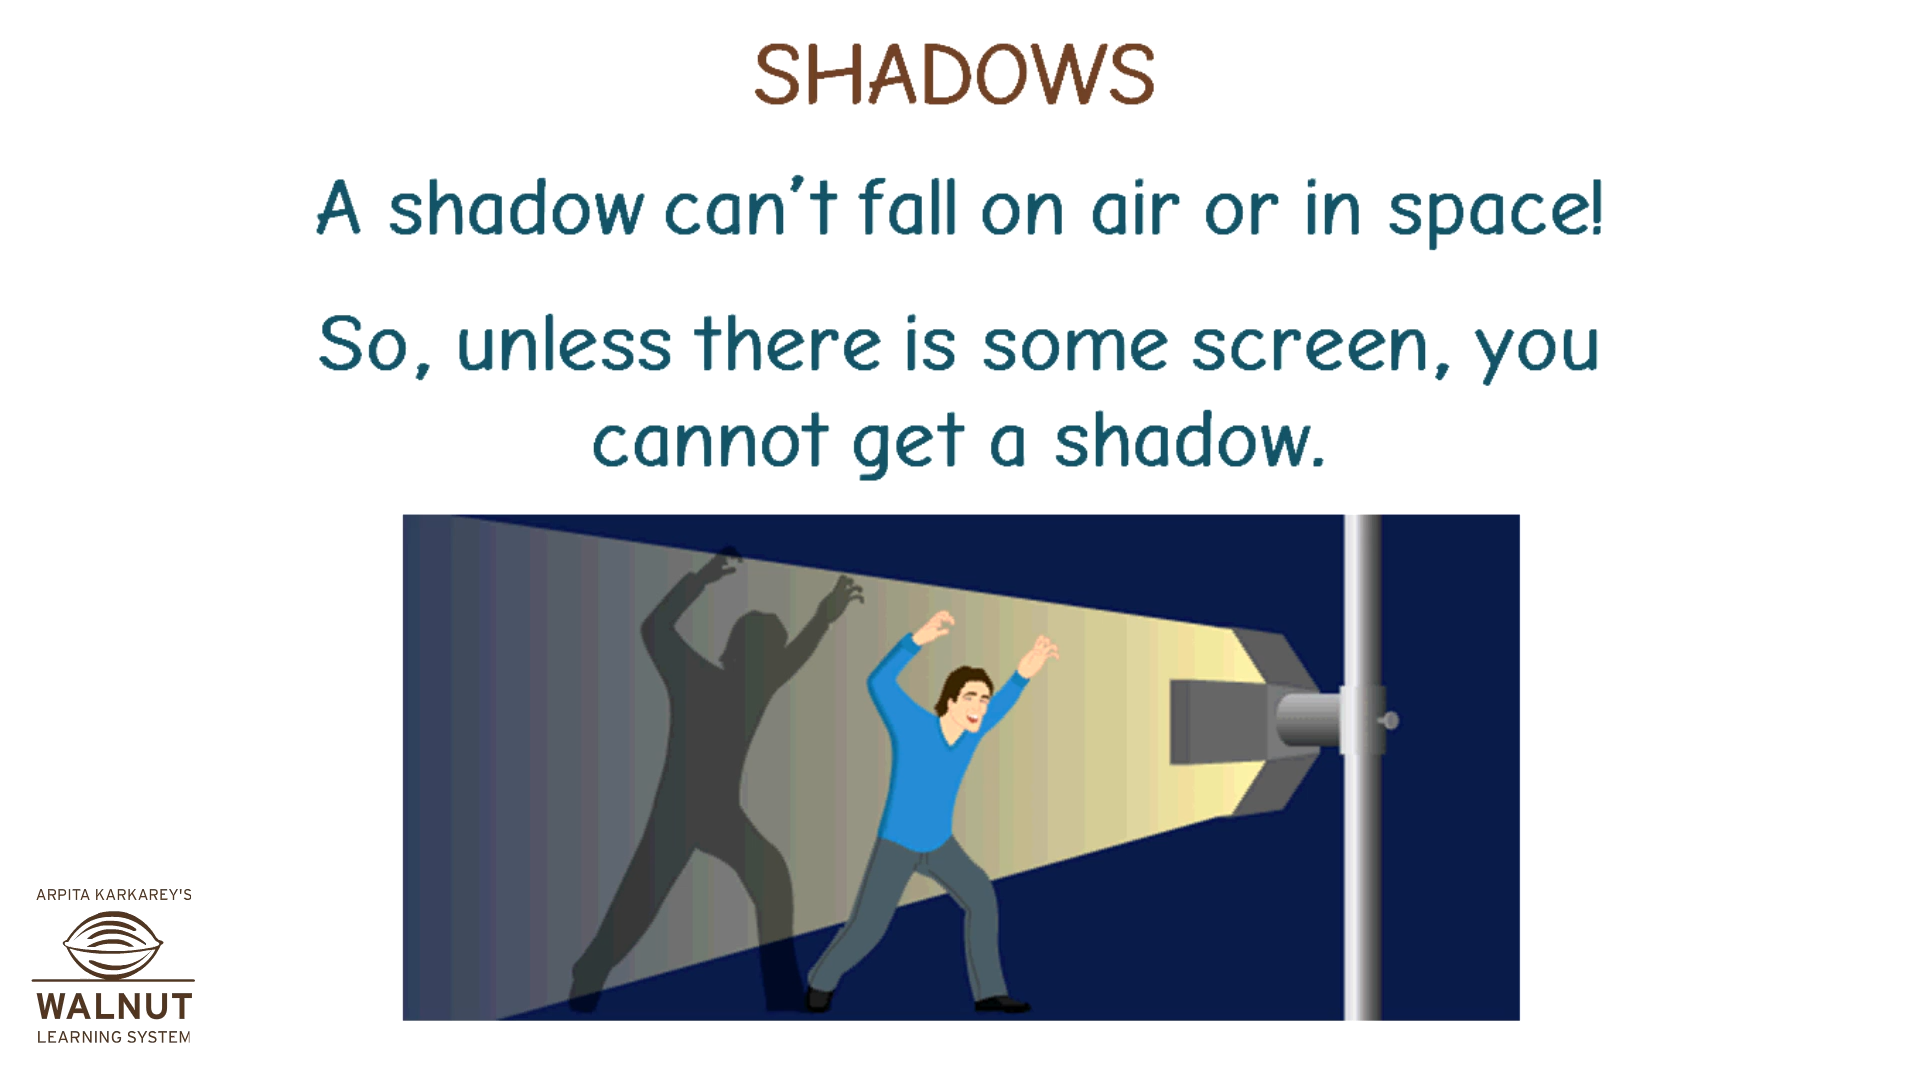 SHADOWS
A shadow can't fall on air or in space!
So, unless there is some screen, you
cannot get a shadow.
ARPITA KARKAREY'S
WALNUT
LEARNING SYSTEM